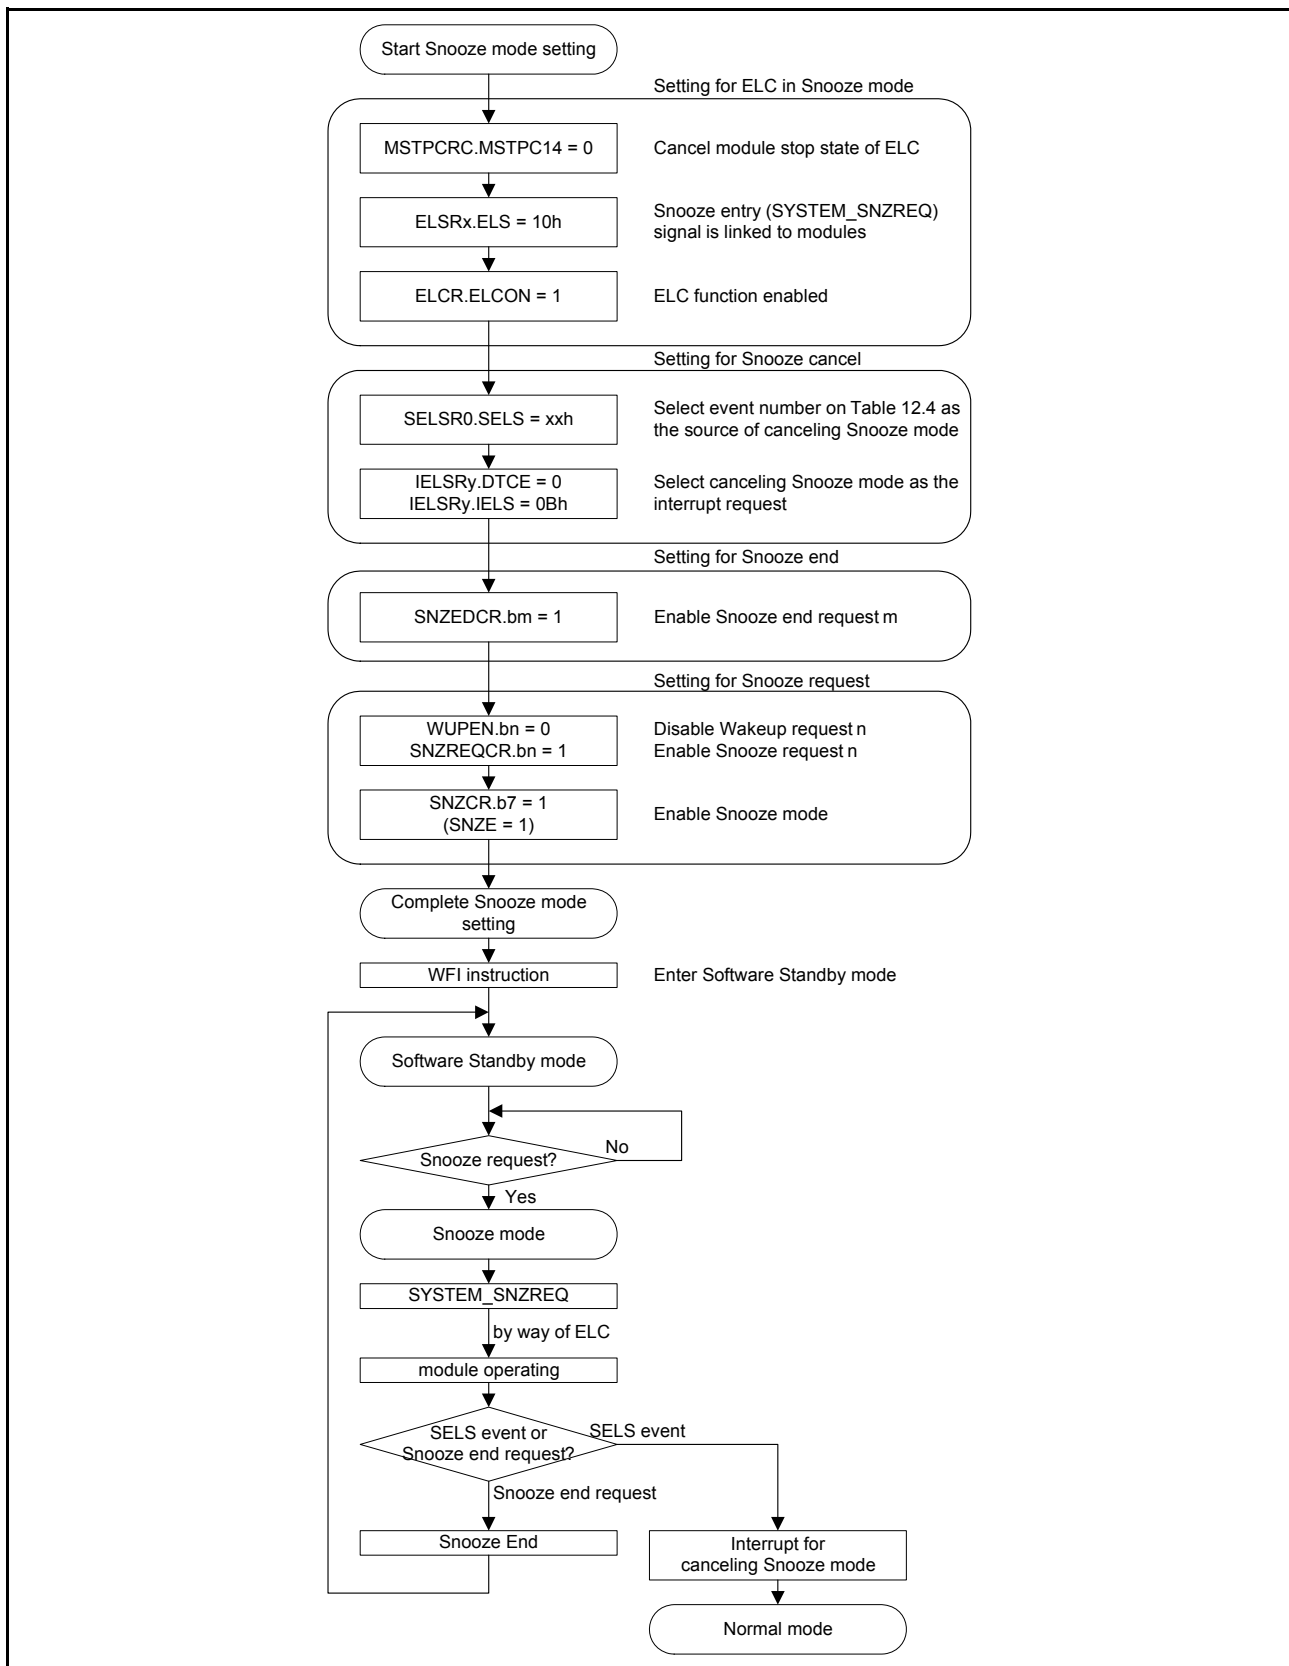 Start Snooze mode setting
Setting for ELC in Snooze mode
MSTPCRC.MSTPC14 = 0
Cancel module stop state of ELC
ELSRx.ELS = 10h
Snooze entry (SYSTEM_SNZREQ)
signal is linked to modules
ELCR.ELCON = 1
ELC function enabled
Setting for Snooze cancel
SELSR0.SELS = xxh
Select event number on Table 12.4 as
the source of canceling Snooze mode
IELSRy.DTCE = 0
IELSRy.IELS = 0Bh
Select canceling Snooze mode as the
interrupt request
Setting for Snooze end
SNZEDCR.bm = 1
Enable Snooze end request m
Setting for Snooze request
WUPEN.bn = 0
SNZREQCR.bn = 1
Disable Wakeup request n
Enable Snooze request n
SNZCR.b7 = 1
(SNZE = 1)
Enable Snooze mode
Complete Snooze mode
setting
WFI instruction
Enter Software Standby mode
Software Standby mode
Snooze request?
No
Yes
Snooze mode
SYSTEM_SNZREQ
by way of ELC
module operating
SELS event or
Snooze end request?
SELS event
Snooze end request
Snooze End
Interrupt for
canceling Snooze mode
Normal mode